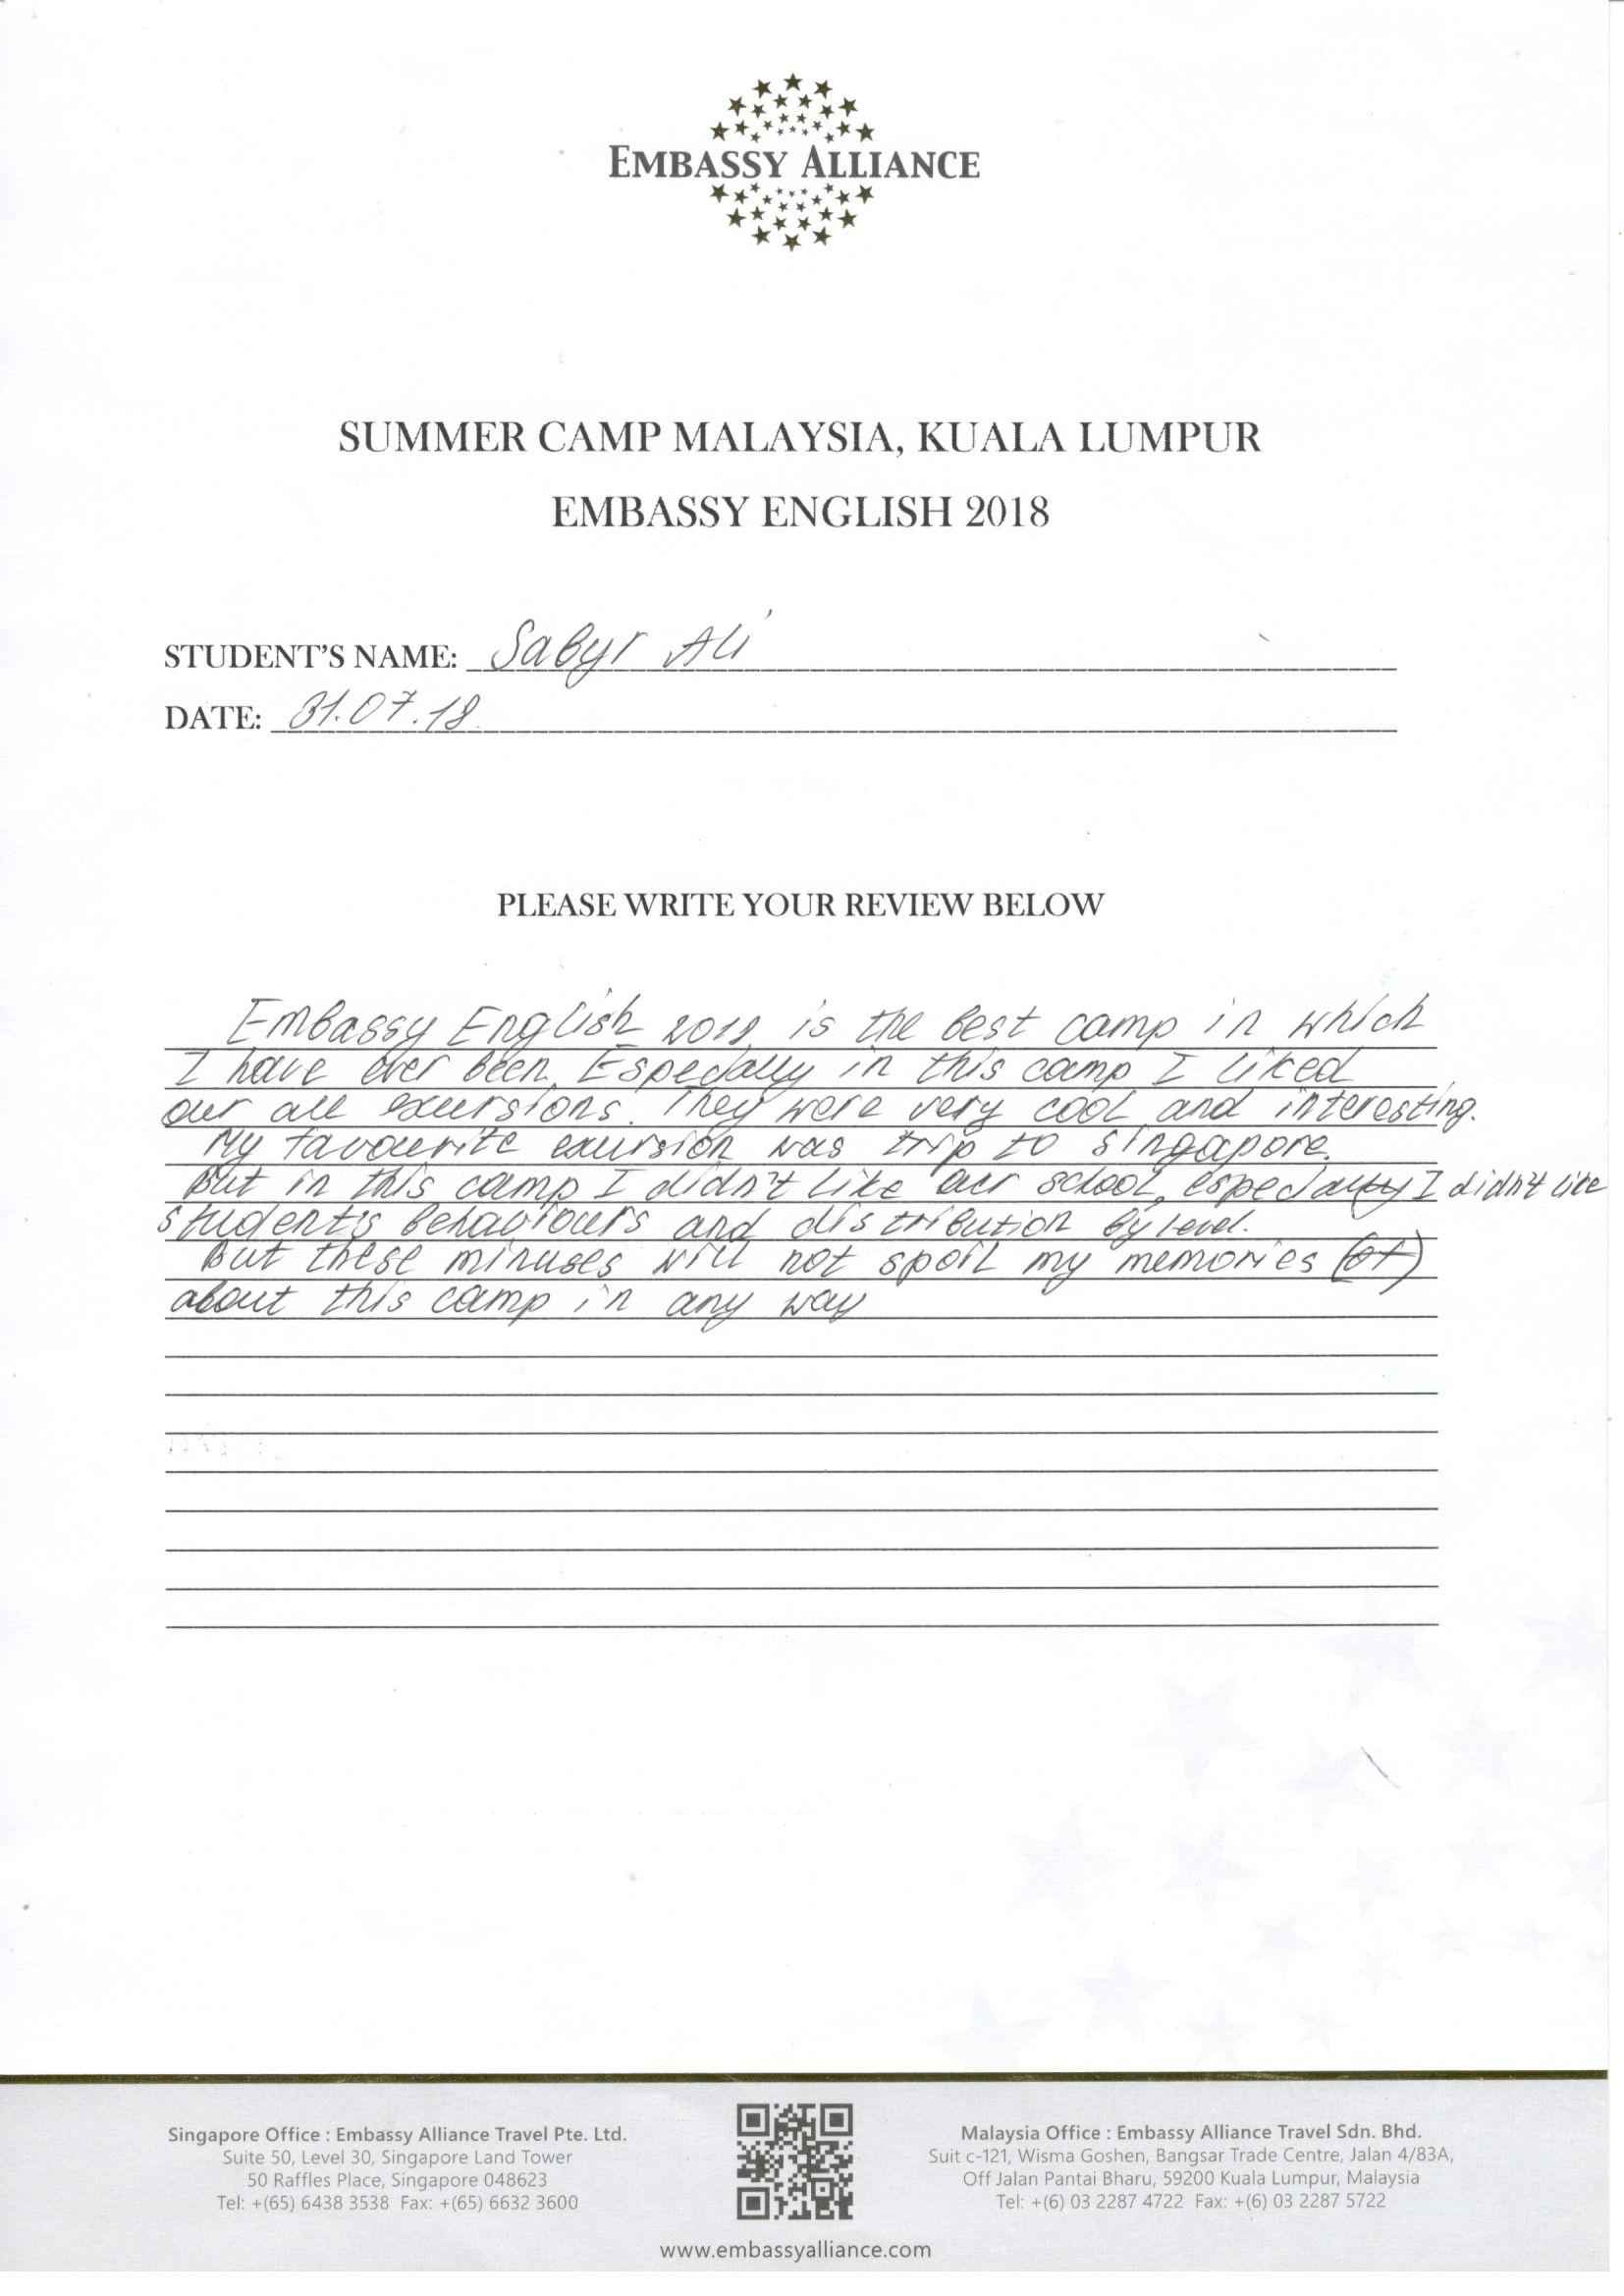 EMBASSY ALLIANCE
SUMMER CAMP MALAYSIA, KUALA LUMPUR
EMBASSY ENGLISH 2018
STUDENT'S NAME: Sabyr Ali
DATE: 31.07.18
PLEASE WRITE YOUR REVIEW BELOW
Embassy English 2018 is the best camp in which
I have ever been. Especially in this camp I liked
our all excursions. They were very cool and interesting.
My favourite excursion was trip to Singapore.
But in this camp I didn't like our school, especially I didn't like
student's behaviours and distribution by level.
But these minuses will not spoil my memories (of)
about this camp in any way
Singapore Office : Embassy Alliance Travel Pte. Ltd.
Suite 50, Level 30, Singapore Land Tower
50 Raffles Place, Singapore 048623
Tel: +(65) 6438 3538 Fax: +(65) 6632 3600
Malaysia Office : Embassy Alliance Travel Sdn. Bhd.
Suit c-121, Wisma Goshen, Bangsar Trade Centre, Jalan 4/83A,
Off Jalan Pantai Bharu, 59200 Kuala Lumpur, Malaysia
Tel: +(6) 03 2287 4722 Fax: +(6) 03 2287 5722
www.embassyalliance.com